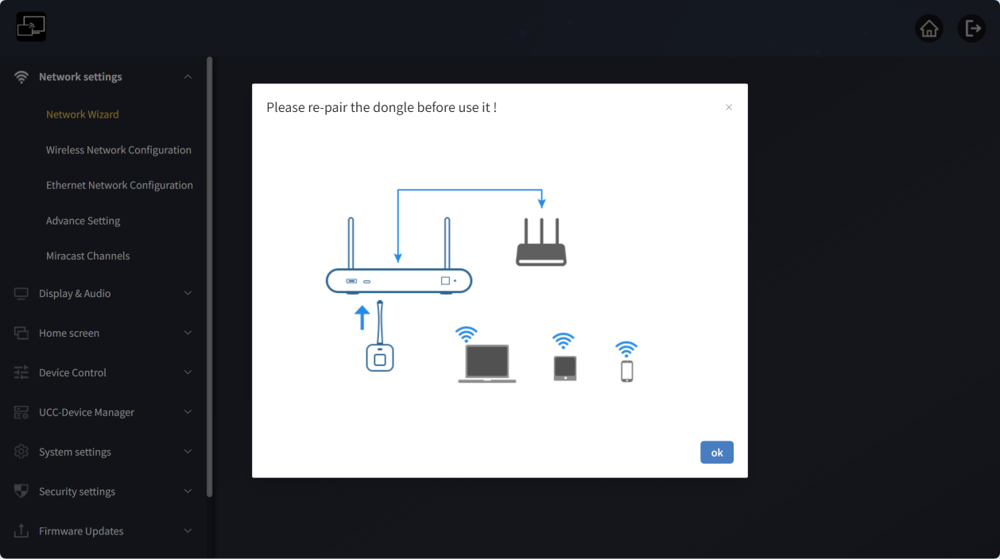 Network settings
Network Wizard
Wireless Network Configuration
Ethernet Network Configuration
Advance Setting
Miracast Channels
Display & Audio
Home screen
Device Control
UCC-Device Manager
System settings
Security settings
Firmware Updates
Please re-pair the dongle before use it !
ok